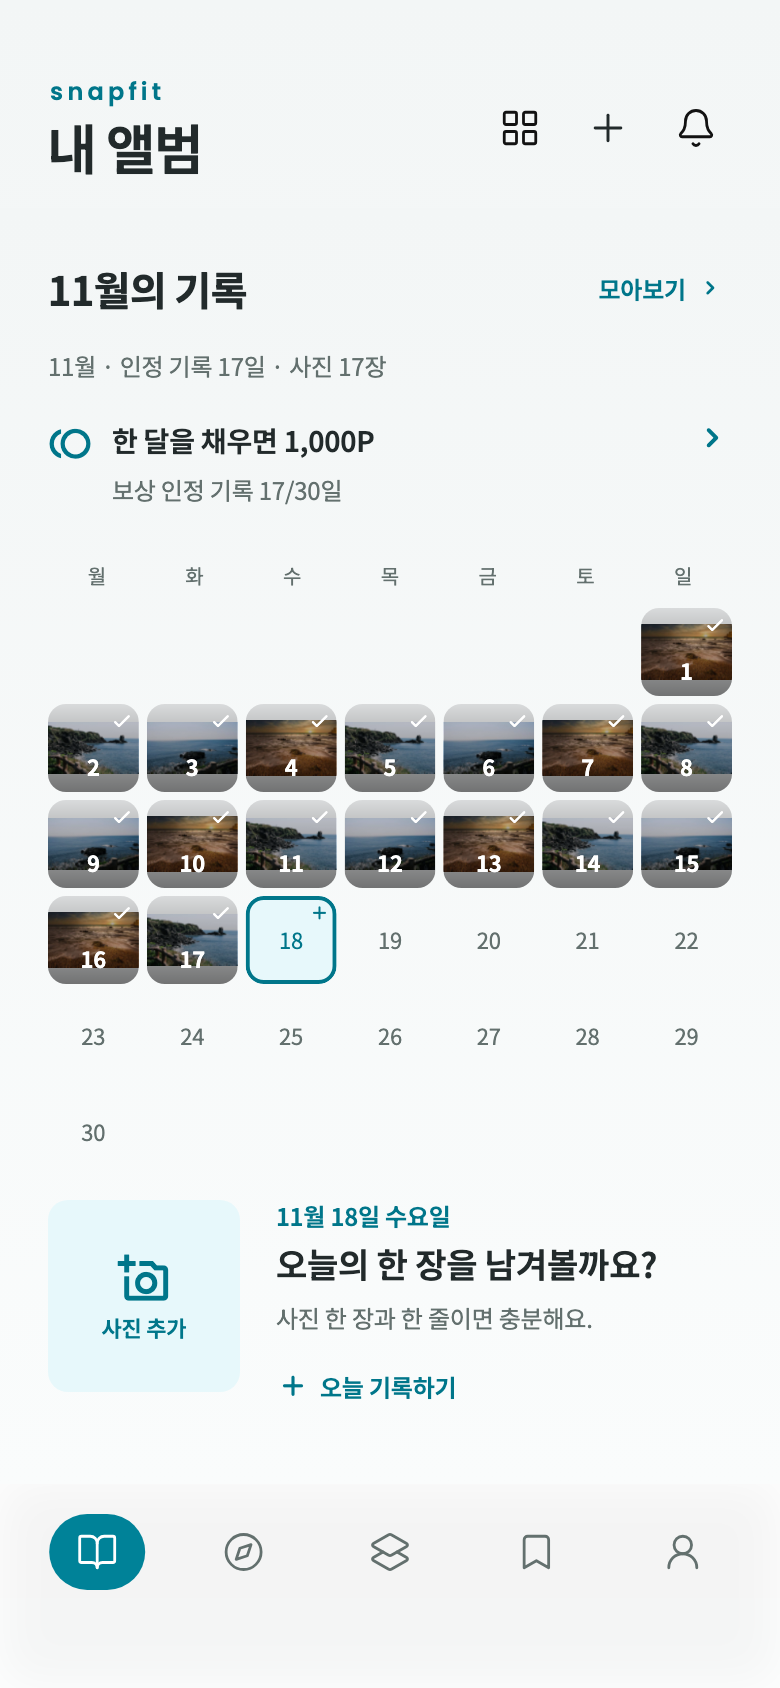 snapfit
내 앨범
11월의 기록
모아보기
11월 · 인정 기록 17일 · 사진 17장
한 달을 채우면 1,000P
보상 인정 기록 17/30일
월 화 수 목 금 토 일
1
2 3 4 5 6 7 8
9 10 11 12 13 14 15
16 17 18 19 20 21 22
23 24 25 26 27 28 29
30
사진 추가
11월 18일 수요일
오늘의 한 장을 남겨볼까요?
사진 한 장과 한 줄이면 충분해요.
오늘 기록하기